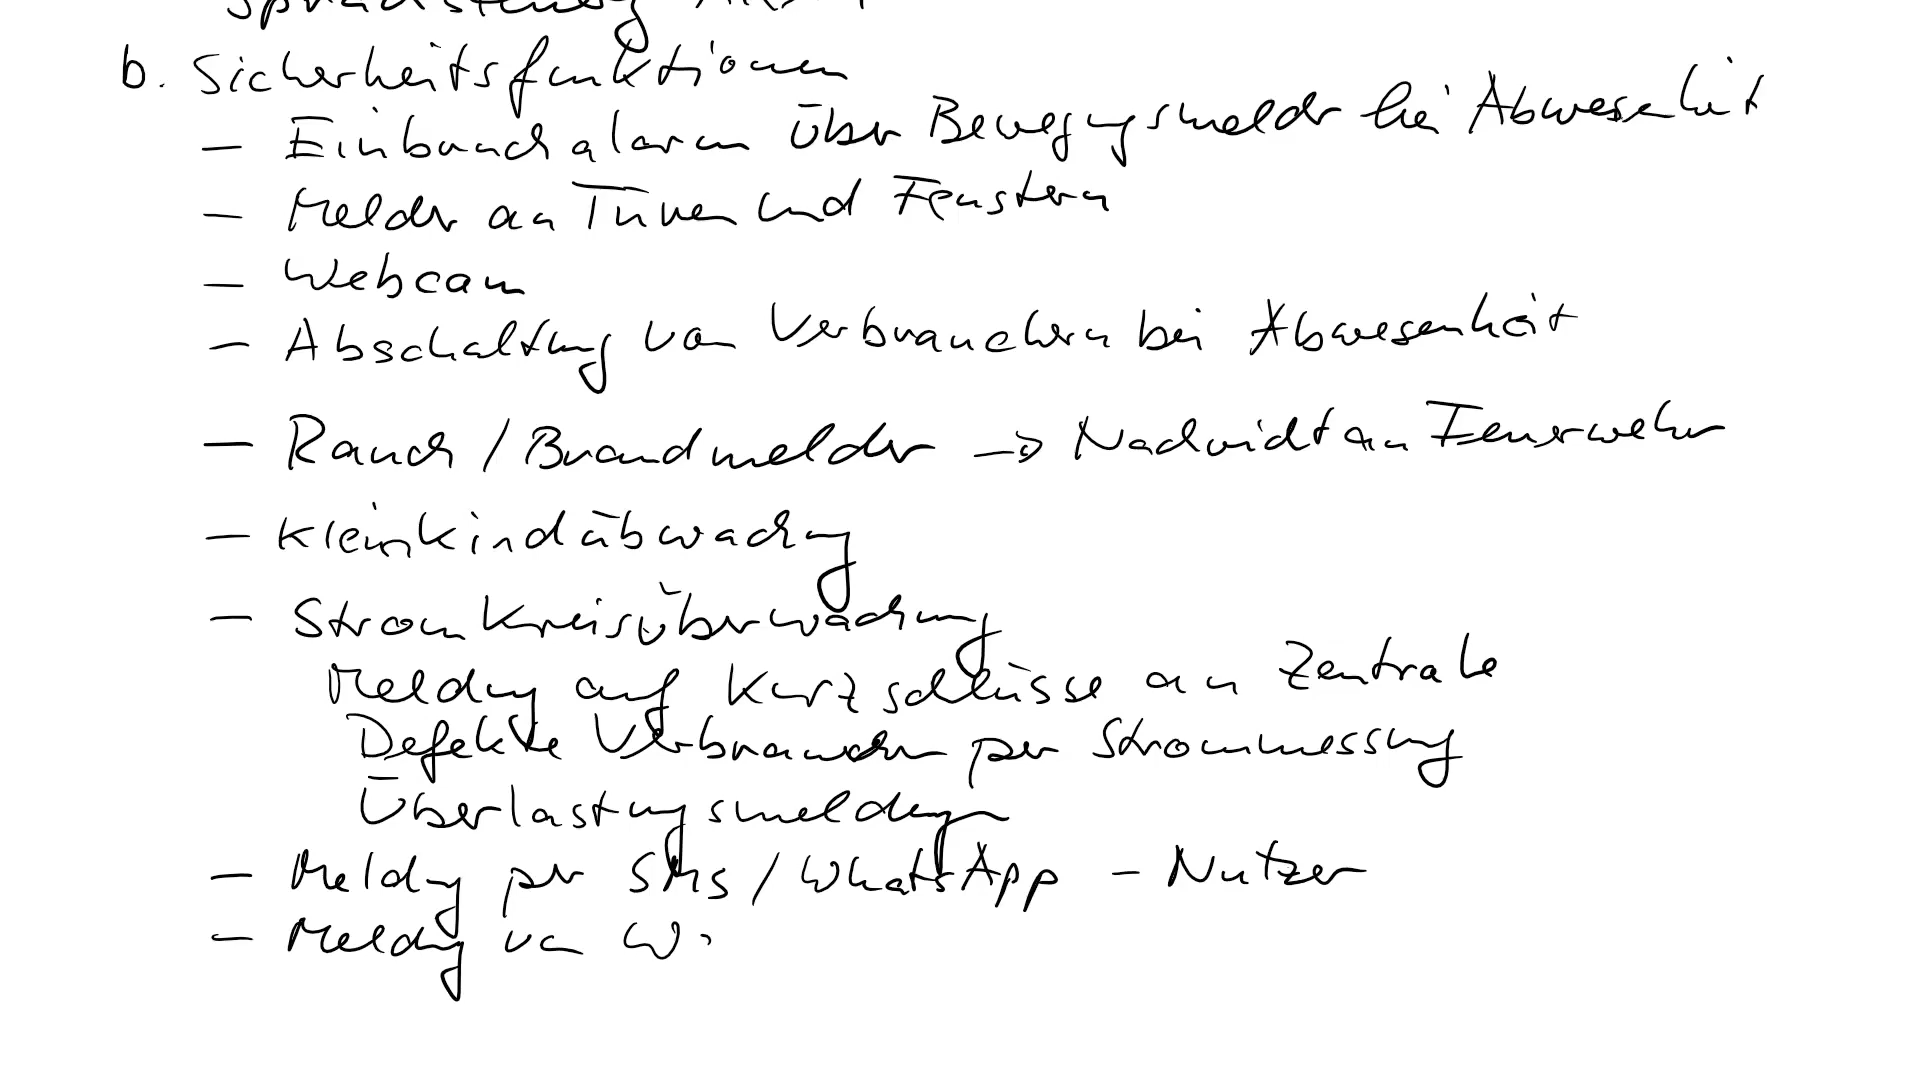 Sprachsteuerung
b. Sicherheitsfunktionen
– Einbruchalarm über Bewegungsmelder bei Abwesenheit
– Melder an Türen und Fenstern
– Webcam
– Abschaltung von Verbrauchern bei Abwesenheit
– Rauch / Brandmelder → Nachricht an Feuerwehr
– Kleinkindübwachung
– Stromkreisüberwachung
Meldung auf Kurzschlüsse an Zentrale
Defekte Verbraucher per Strommessung
Überlastungsmeldungen
– Meldung per SMS / WhatsApp – Nutzer
– Meldung von W